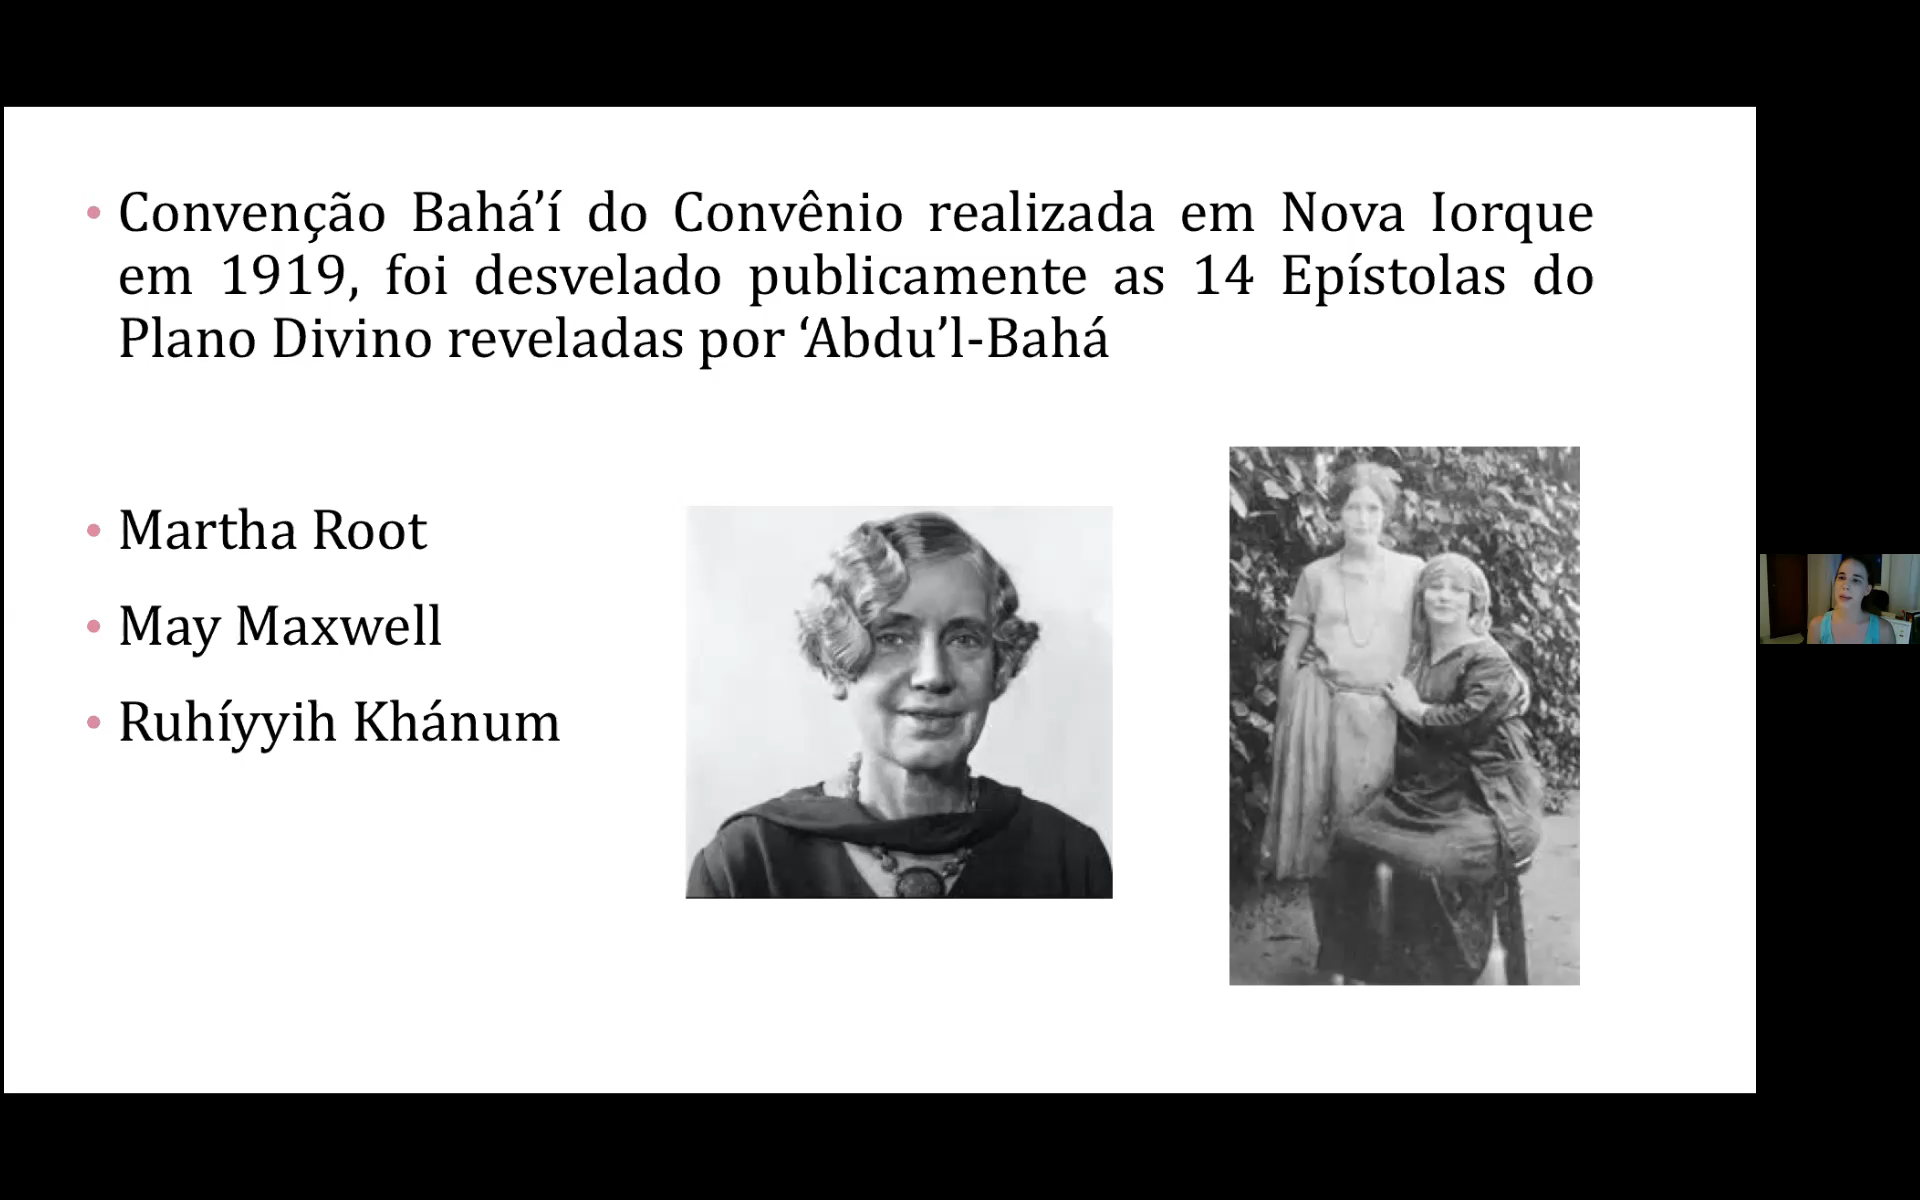 • Convenção Bahá’í do Convênio realizada em Nova Iorque
em 1919, foi desvelado publicamente as 14 Epístolas do
Plano Divino reveladas por ‘Abdu’l-Bahá
• Martha Root
• May Maxwell
• Ruhíyyih Khánum